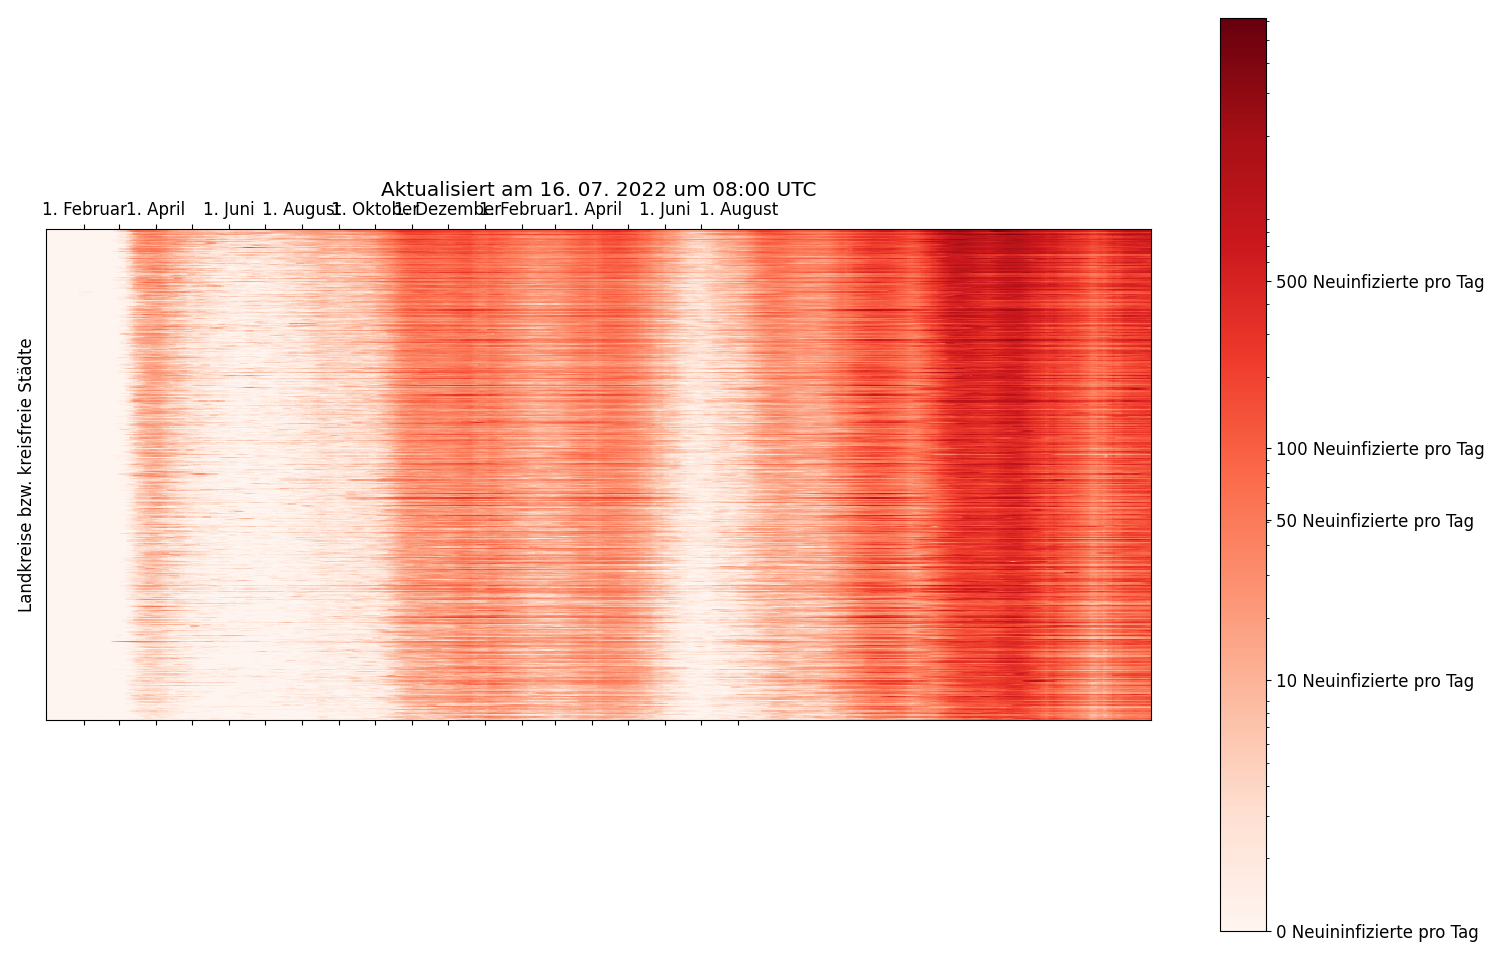 Aktualisiert am 16. 07. 2022 um 08:00 UTC
1. Februar 1. April 1. Juni 1. August 1. Oktober 1. Dezember 1. Februar 1. April 1. Juni 1. August
Landkreise bzw. kreisfreie Städte
500 Neuinfizierte pro Tag
100 Neuinfizierte pro Tag
50 Neuinfizierte pro Tag
10 Neuinfizierte pro Tag
0 Neuininfizierte pro Tag